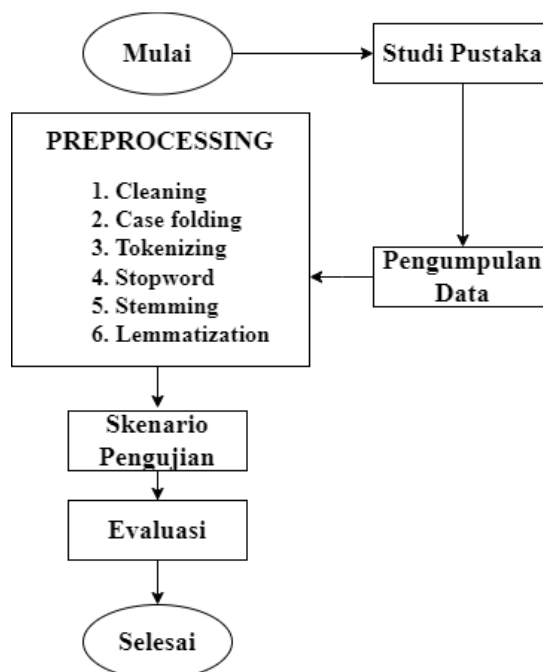 Mulai
Studi Pustaka
Pengumpulan
Data
PREPROCESSING
1. Cleaning
2. Case folding
3. Tokenizing
4. Stopword
5. Stemming
6. Lemmatization
Skenario
Pengujian
Evaluasi
Selesai